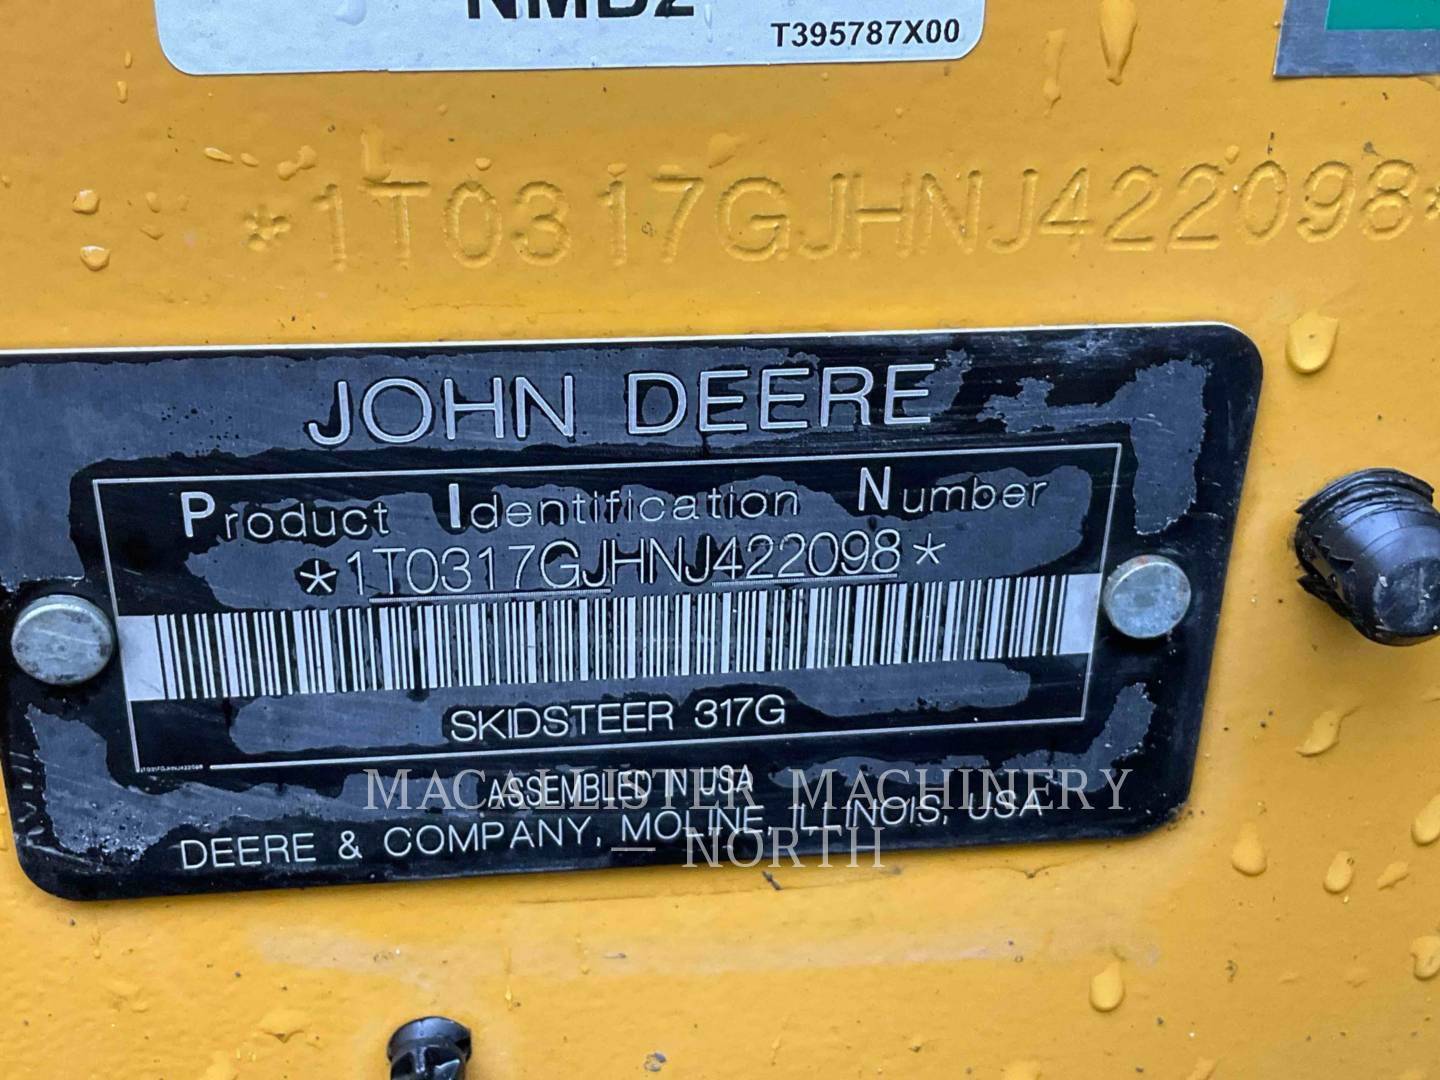 T395787X00
*1T0317GJHNJ422098*
JOHN DEERE
Product Identification Number
*1T0317GJHNJ422098*
SKIDSTEER 317G
1T0317GJHNJ422098
ASSEMBLED IN USA
DEERE & COMPANY, MOLINE, ILLINOIS, USA
MACALLISTER MACHINERY
— NORTH